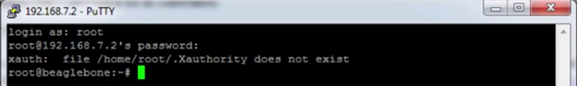 192.168.7.2 - PuTTY
login as: root
root@192.168.7.2's password:
xauth:  file /home/root/.Xauthority does not exist
root@beaglebone:~#